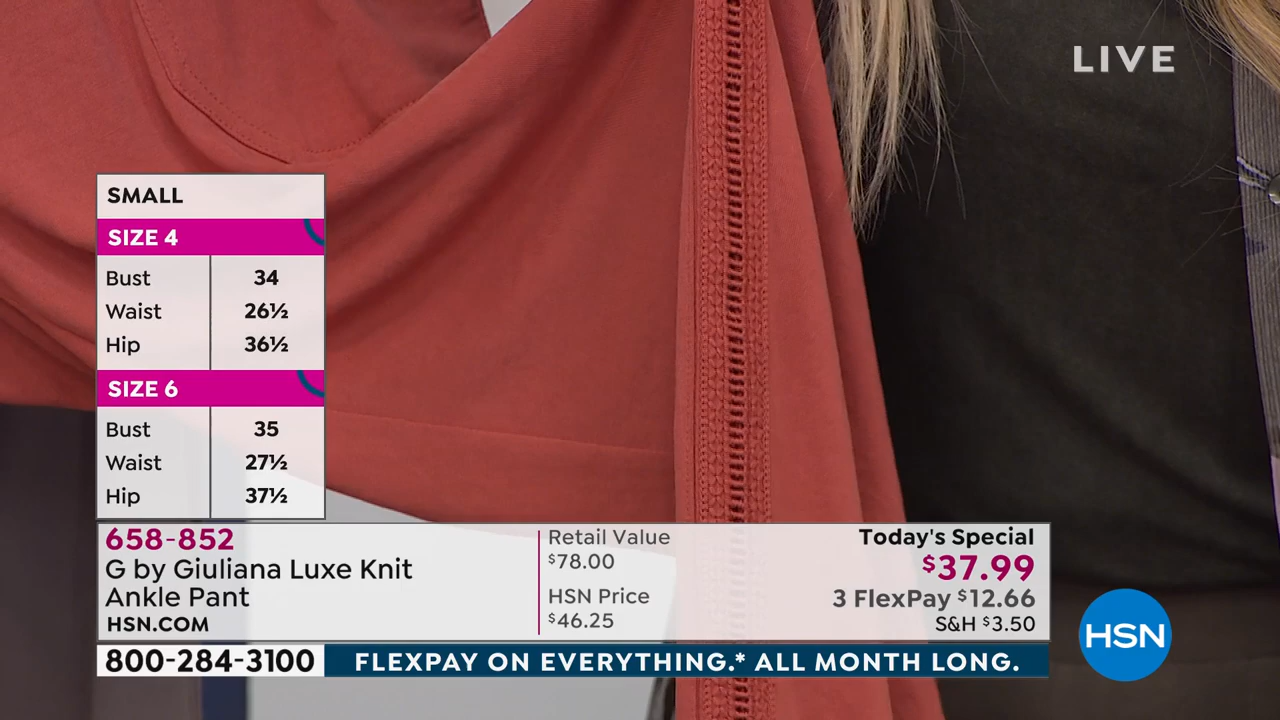 LIVE
SMALL
SIZE 4
Bust 34
Waist 26½
Hip 36½
SIZE 6
Bust 35
Waist 27½
Hip 37½
658-852
G by Giuliana Luxe Knit
Ankle Pant
HSN.COM
Retail Value
$78.00
HSN Price
$46.25
Today's Special
$37.99
3 FlexPay $12.66
S&H $3.50
HSN
800-284-3100
FLEXPAY ON EVERYTHING.* ALL MONTH LONG.